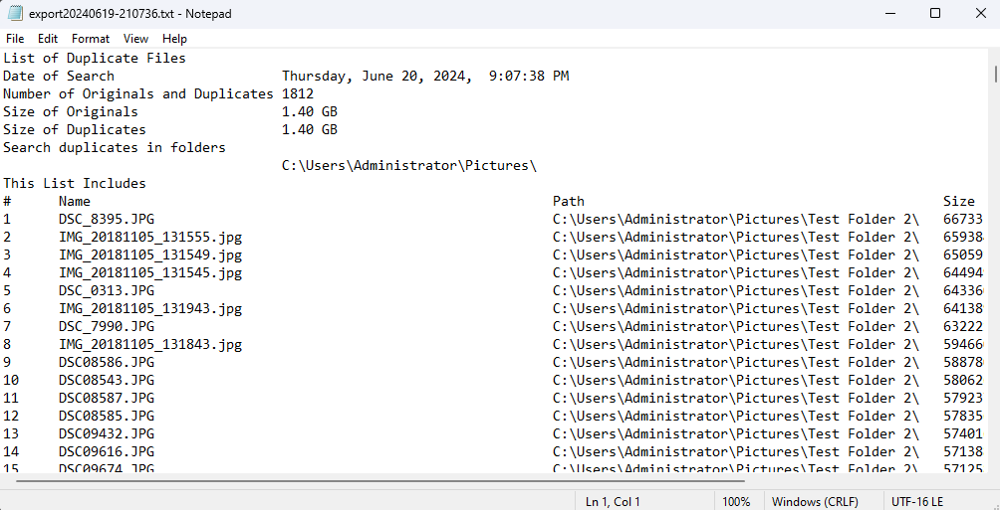 export20240619-210736.txt - Notepad
File Edit Format View Help
List of Duplicate Files
Date of Search Thursday, June 20, 2024, 9:07:38 PM
Number of Originals and Duplicates 1812
Size of Originals 1.40 GB
Size of Duplicates 1.40 GB
Search duplicates in folders
C:\Users\Administrator\Pictures\
This List Includes
# Name Path Size
1 DSC_8395.JPG C:\Users\Administrator\Pictures\Test Folder 2\ 66733
2 IMG_20181105_131555.jpg C:\Users\Administrator\Pictures\Test Folder 2\ 65938
3 IMG_20181105_131549.jpg C:\Users\Administrator\Pictures\Test Folder 2\ 65059
4 IMG_20181105_131545.jpg C:\Users\Administrator\Pictures\Test Folder 2\ 64494
5 DSC_0313.JPG C:\Users\Administrator\Pictures\Test Folder 2\ 64336
6 IMG_20181105_131943.jpg C:\Users\Administrator\Pictures\Test Folder 2\ 64138
7 DSC_7990.JPG C:\Users\Administrator\Pictures\Test Folder 2\ 63222
8 IMG_20181105_131843.jpg C:\Users\Administrator\Pictures\Test Folder 2\ 59466
9 DSC08586.JPG C:\Users\Administrator\Pictures\Test Folder 2\ 58878
10 DSC08543.JPG C:\Users\Administrator\Pictures\Test Folder 2\ 58062
11 DSC08587.JPG C:\Users\Administrator\Pictures\Test Folder 2\ 57923
12 DSC08585.JPG C:\Users\Administrator\Pictures\Test Folder 2\ 57835
13 DSC09432.JPG C:\Users\Administrator\Pictures\Test Folder 2\ 57401
14 DSC09616.JPG C:\Users\Administrator\Pictures\Test Folder 2\ 57138
15 DSC09674.JPG C:\Users\Administrator\Pictures\Test Folder 2\ 57125
Ln 1, Col 1 100% Windows (CRLF) UTF-16 LE